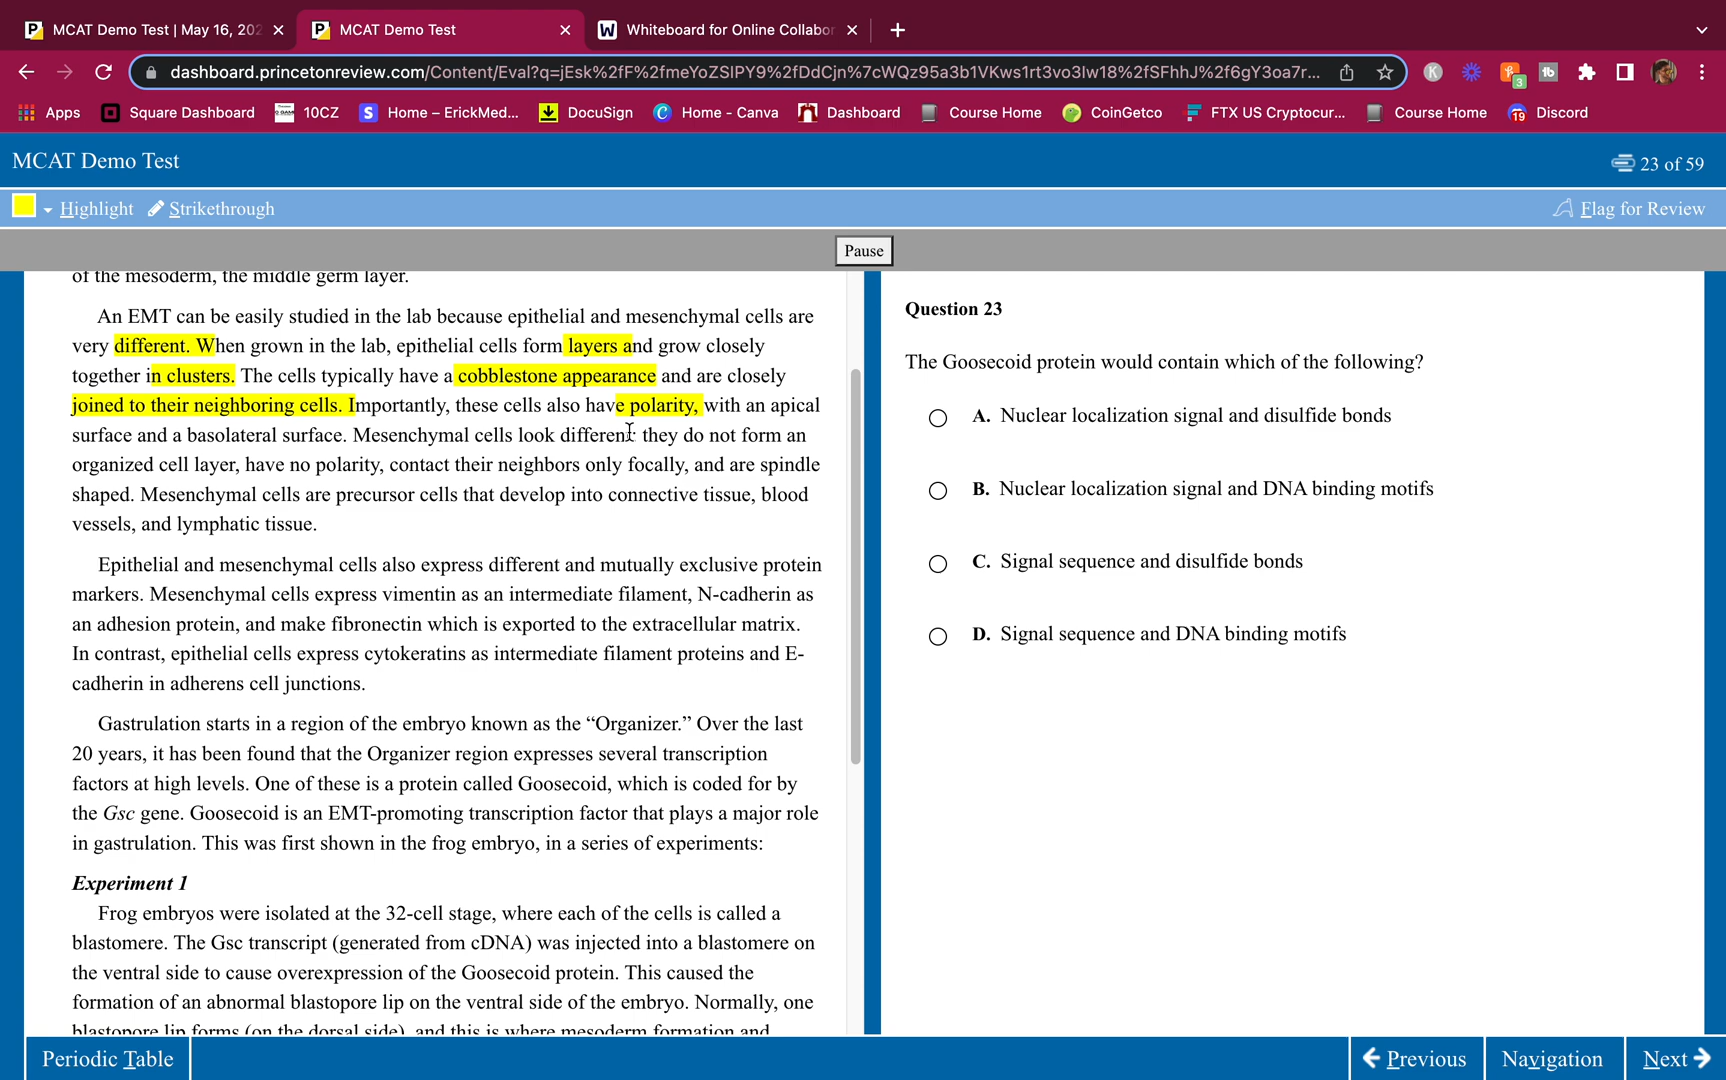 MCAT Demo Test | May 16, 202
MCAT Demo Test
Whiteboard for Online Collabor
dashboard.princetonreview.com/Content/Eval?q=jEsk%2fF%2fmeYoZSIPY9%2fDdCjn%7cWQz95a3b1VKws1rt3vo3lw18%2fSFhhJ%2f6gY3oa7r...
Apps
Square Dashboard
10CZ
Home – ErickMed...
DocuSign
Home - Canva
Dashboard
Course Home
CoinGetco
FTX US Cryptocur...
Course Home
19
Discord
MCAT Demo Test
23 of 59
Highlight
Strikethrough
Flag for Review
Pause
of the mesoderm, the middle germ layer.
An EMT can be easily studied in the lab because epithelial and mesenchymal cells are
very different. When grown in the lab, epithelial cells form layers and grow closely
together in clusters. The cells typically have a cobblestone appearance and are closely
joined to their neighboring cells. Importantly, these cells also have polarity, with an apical
surface and a basolateral surface. Mesenchymal cells look different: they do not form an
organized cell layer, have no polarity, contact their neighbors only focally, and are spindle
shaped. Mesenchymal cells are precursor cells that develop into connective tissue, blood
vessels, and lymphatic tissue.
Epithelial and mesenchymal cells also express different and mutually exclusive protein
markers. Mesenchymal cells express vimentin as an intermediate filament, N-cadherin as
an adhesion protein, and make fibronectin which is exported to the extracellular matrix.
In contrast, epithelial cells express cytokeratins as intermediate filament proteins and E-
cadherin in adherens cell junctions.
Gastrulation starts in a region of the embryo known as the “Organizer.” Over the last
20 years, it has been found that the Organizer region expresses several transcription
factors at high levels. One of these is a protein called Goosecoid, which is coded for by
the Gsc gene. Goosecoid is an EMT-promoting transcription factor that plays a major role
in gastrulation. This was first shown in the frog embryo, in a series of experiments:
Experiment 1
Frog embryos were isolated at the 32-cell stage, where each of the cells is called a
blastomere. The Gsc transcript (generated from cDNA) was injected into a blastomere on
the ventral side to cause overexpression of the Goosecoid protein. This caused the
formation of an abnormal blastopore lip on the ventral side of the embryo. Normally, one
blastopore lip forms (on the dorsal side), and this is where mesoderm formation and
Question 23
The Goosecoid protein would contain which of the following?
A. Nuclear localization signal and disulfide bonds
B. Nuclear localization signal and DNA binding motifs
C. Signal sequence and disulfide bonds
D. Signal sequence and DNA binding motifs
Periodic Table
Previous
Navigation
Next